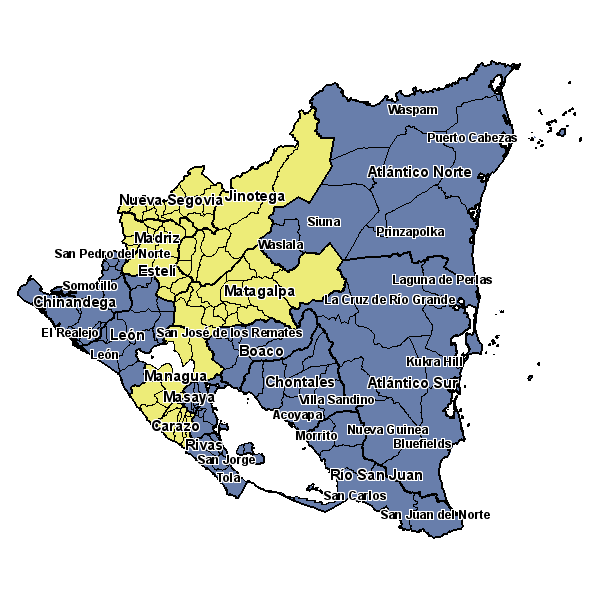 Waspam
Puerto Cabezas
Atlántico Norte
Nueva Segovia
Jinotega
Siuna
Prinzapolka
Madriz
Waslala
San Pedro del Norte
Estelí
Laguna de Perlas
Somotillo
Matagalpa
La Cruz de Río Grande
Chinandega
El Realejo
León
San José de los Remates
León
Boaco
Kukra Hill
Managua
Chontales
Atlántico Sur
Masaya
Villa Sandino
Acoyapa
Carazo
Morrito
Nueva Guinea
Rivas
Bluefields
San Jorge
Tola
Río San Juan
San Carlos
San Juan del Norte